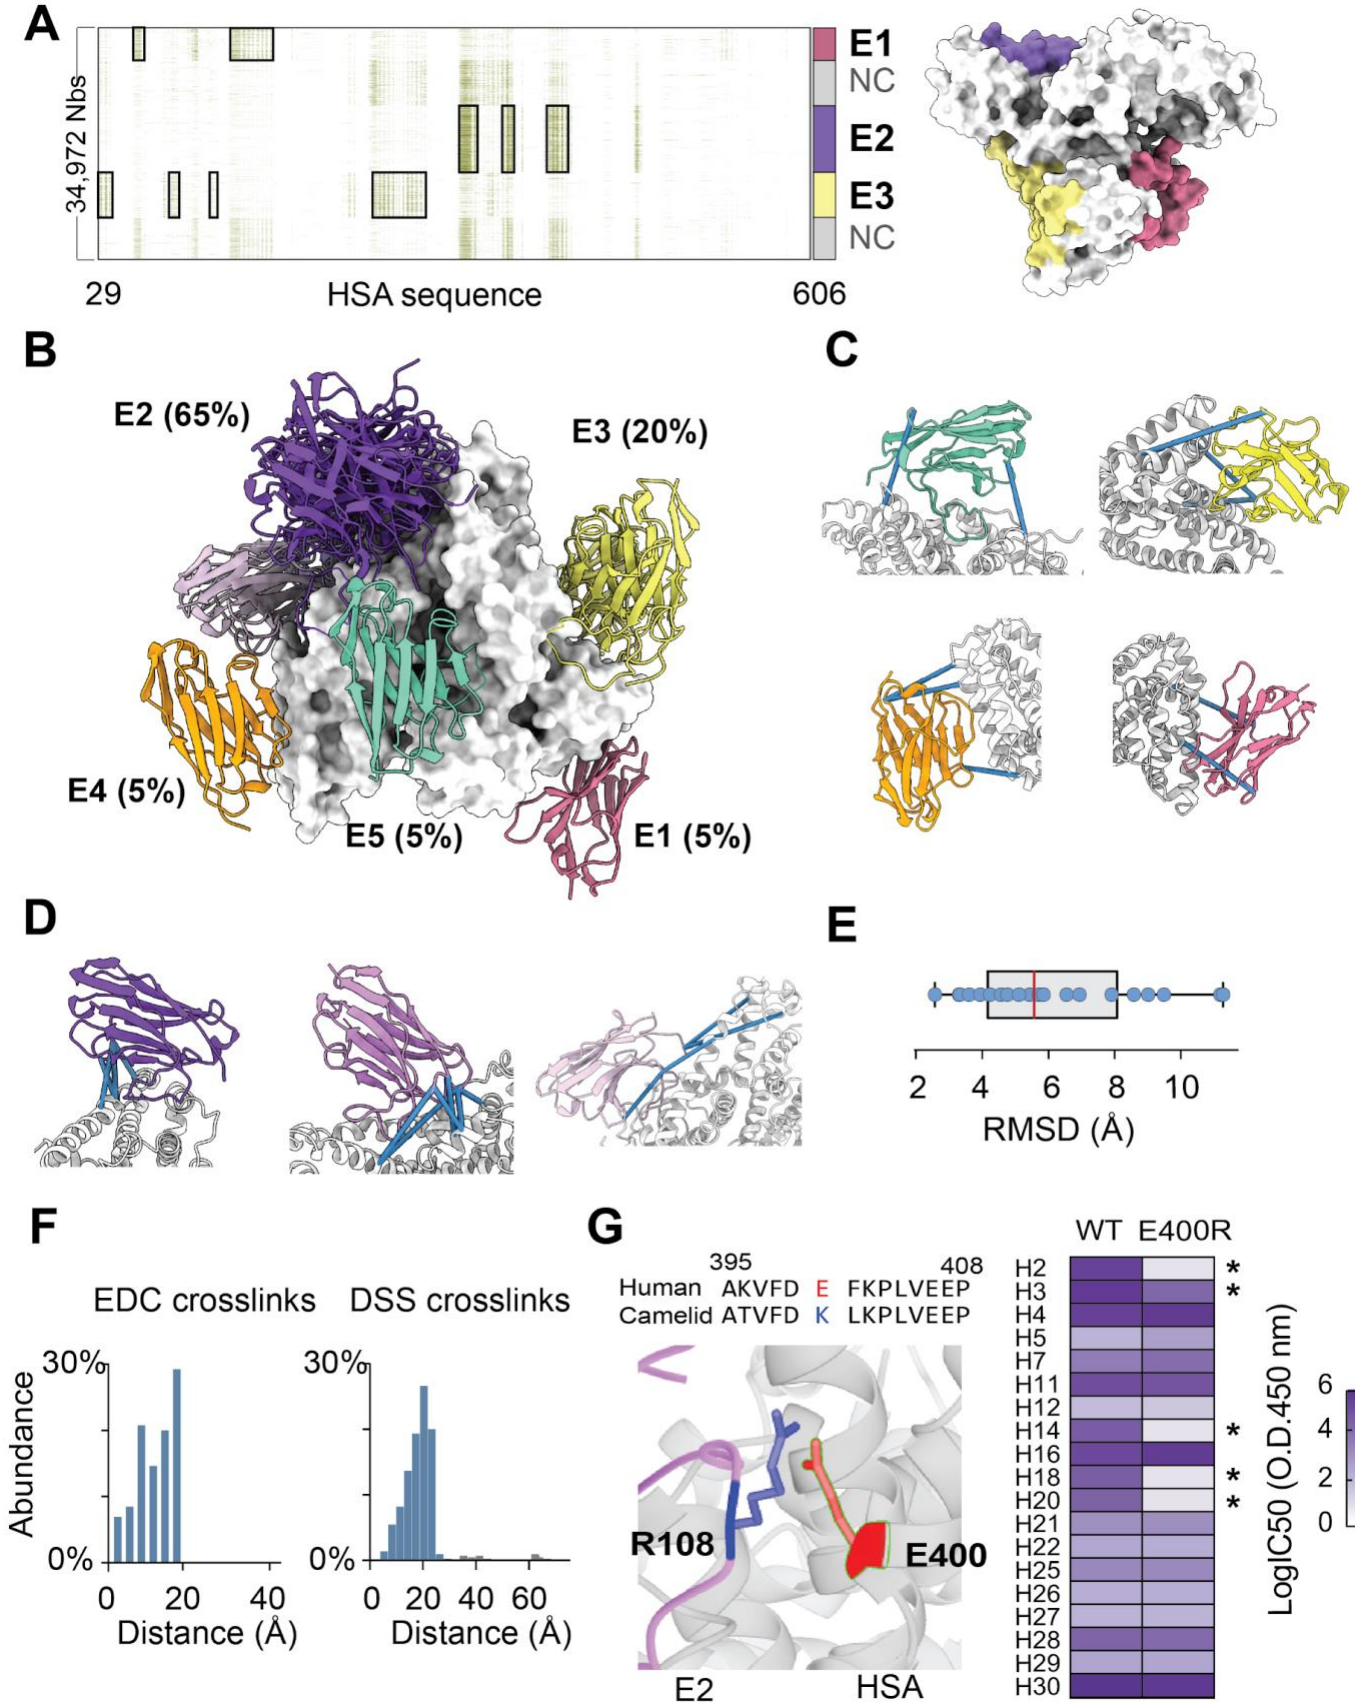 A
34,972 Nbs
E1
NC
E2
E3
NC
29
HSA sequence
606
B
E2 (65%)
E3 (20%)
E4 (5%)
E5 (5%)
E1 (5%)
C
D
E
2 4 6 8 10
RMSD (Å)
F
EDC crosslinks
DSS crosslinks
Abundance
30%
0%
0 20 40
Distance (Å)
30%
0%
0 20 40 60
Distance (Å)
G
395 408
Human AKVFD E FKPLVEEP
Camelid ATVFD K LKPLVEEP
R108
E400
E2
HSA
WT E400R
H2 *
H3 *
H4
H5
H7
H11
H12
H14 *
H16
H18 *
H20 *
H21
H22
H25
H26
H27
H28
H29
H30
LogIC50 (O.D.450 nm)
6
4
2
0